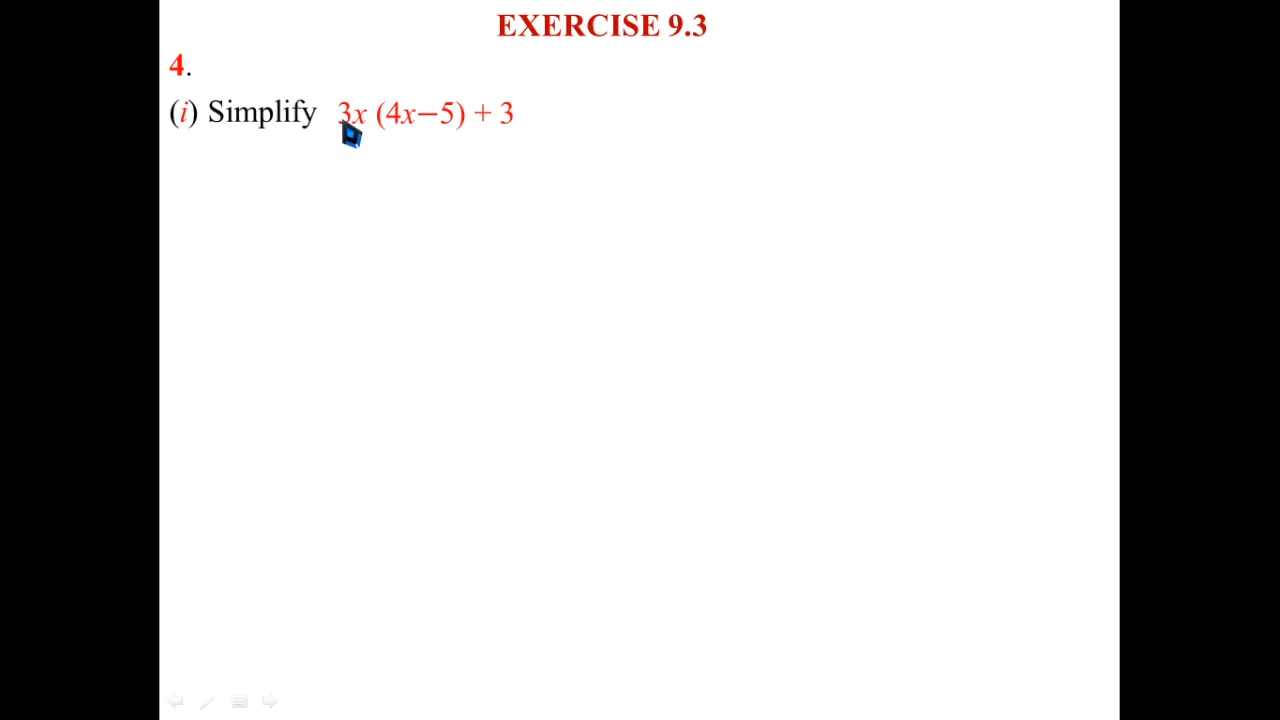 EXERCISE 9.3
4.
(i) Simplify 3x (4x−5) + 3